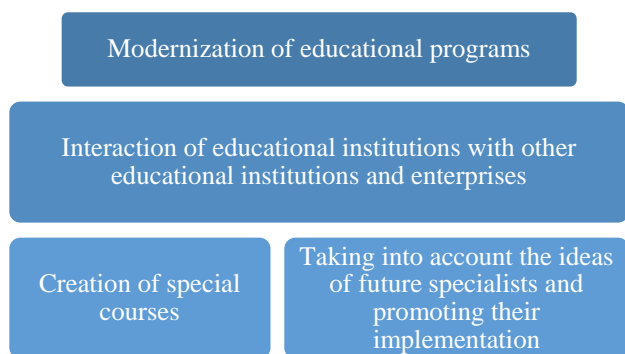 Modernization of educational programs
Interaction of educational institutions with other
educational institutions and enterprises
Creation of special
courses
Taking into account the ideas
of future specialists and
promoting their
implementation